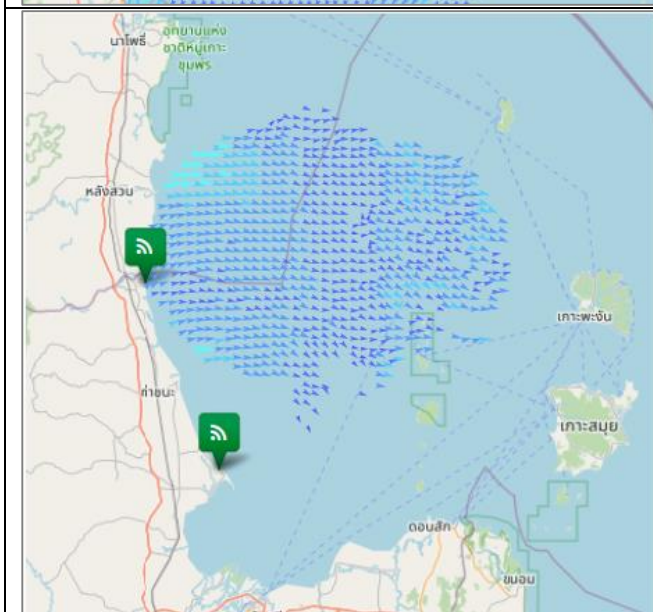 อุทยานแห่ง
ชาติหมู่เกาะ
ชุมพร
นาโพธิ์
หลังสวน
เกาะพะงัน
ท่าชนะ
เกาะสมุย
ดอนสัก
ขนอม